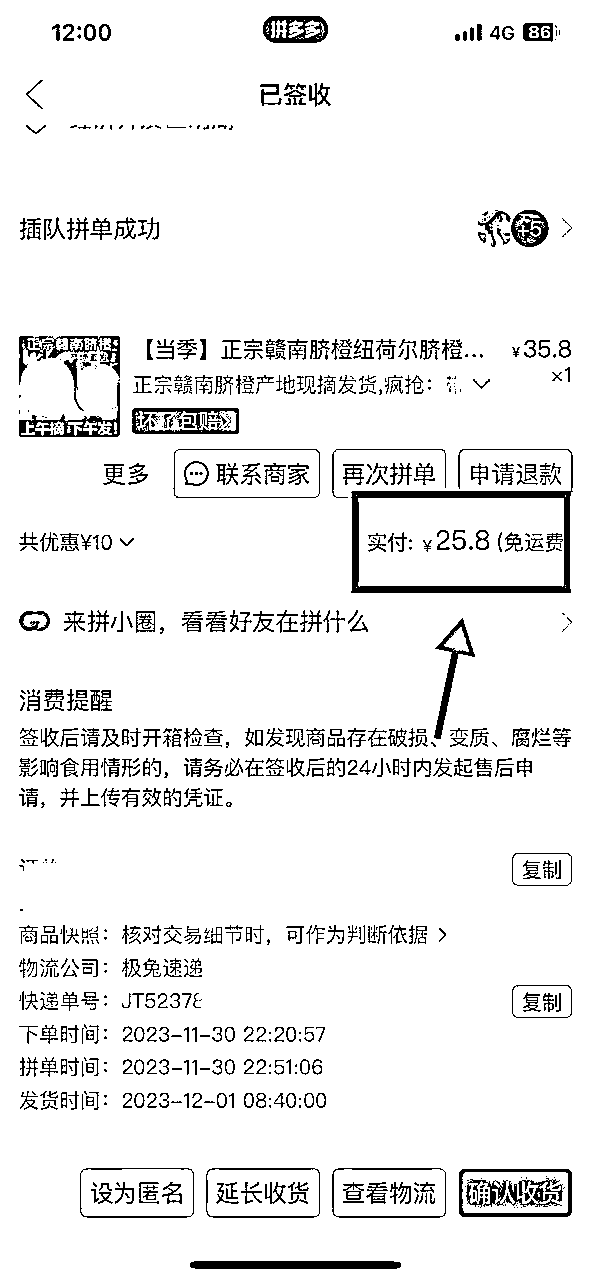 12:00 拼多多 4G 86
已签收
插队拼单成功 +5
正宗赣南脐橙
上午摘 下午发!
【当季】正宗赣南脐橙纽荷尔脐橙... ¥35.8
正宗赣南脐橙产地现摘发货,疯抢: ×1
坏了包赔
更多 联系商家 再次拼单 申请退款
共优惠¥10 实付: ¥25.8 (免运费
来拼小圈，看看好友在拼什么
消费提醒
签收后请及时开箱检查，如发现商品存在破损、变质、腐烂等
影响食用情形的，请务必在签收后的24小时内发起售后申
请，并上传有效的凭证。
复制
商品快照: 核对交易细节时，可作为判断依据
物流公司: 极兔速递
快递单号: JT52378 复制
下单时间: 2023-11-30 22:20:57
拼单时间: 2023-11-30 22:51:06
发货时间: 2023-12-01 08:40:00
设为匿名 延长收货 查看物流 确认收货